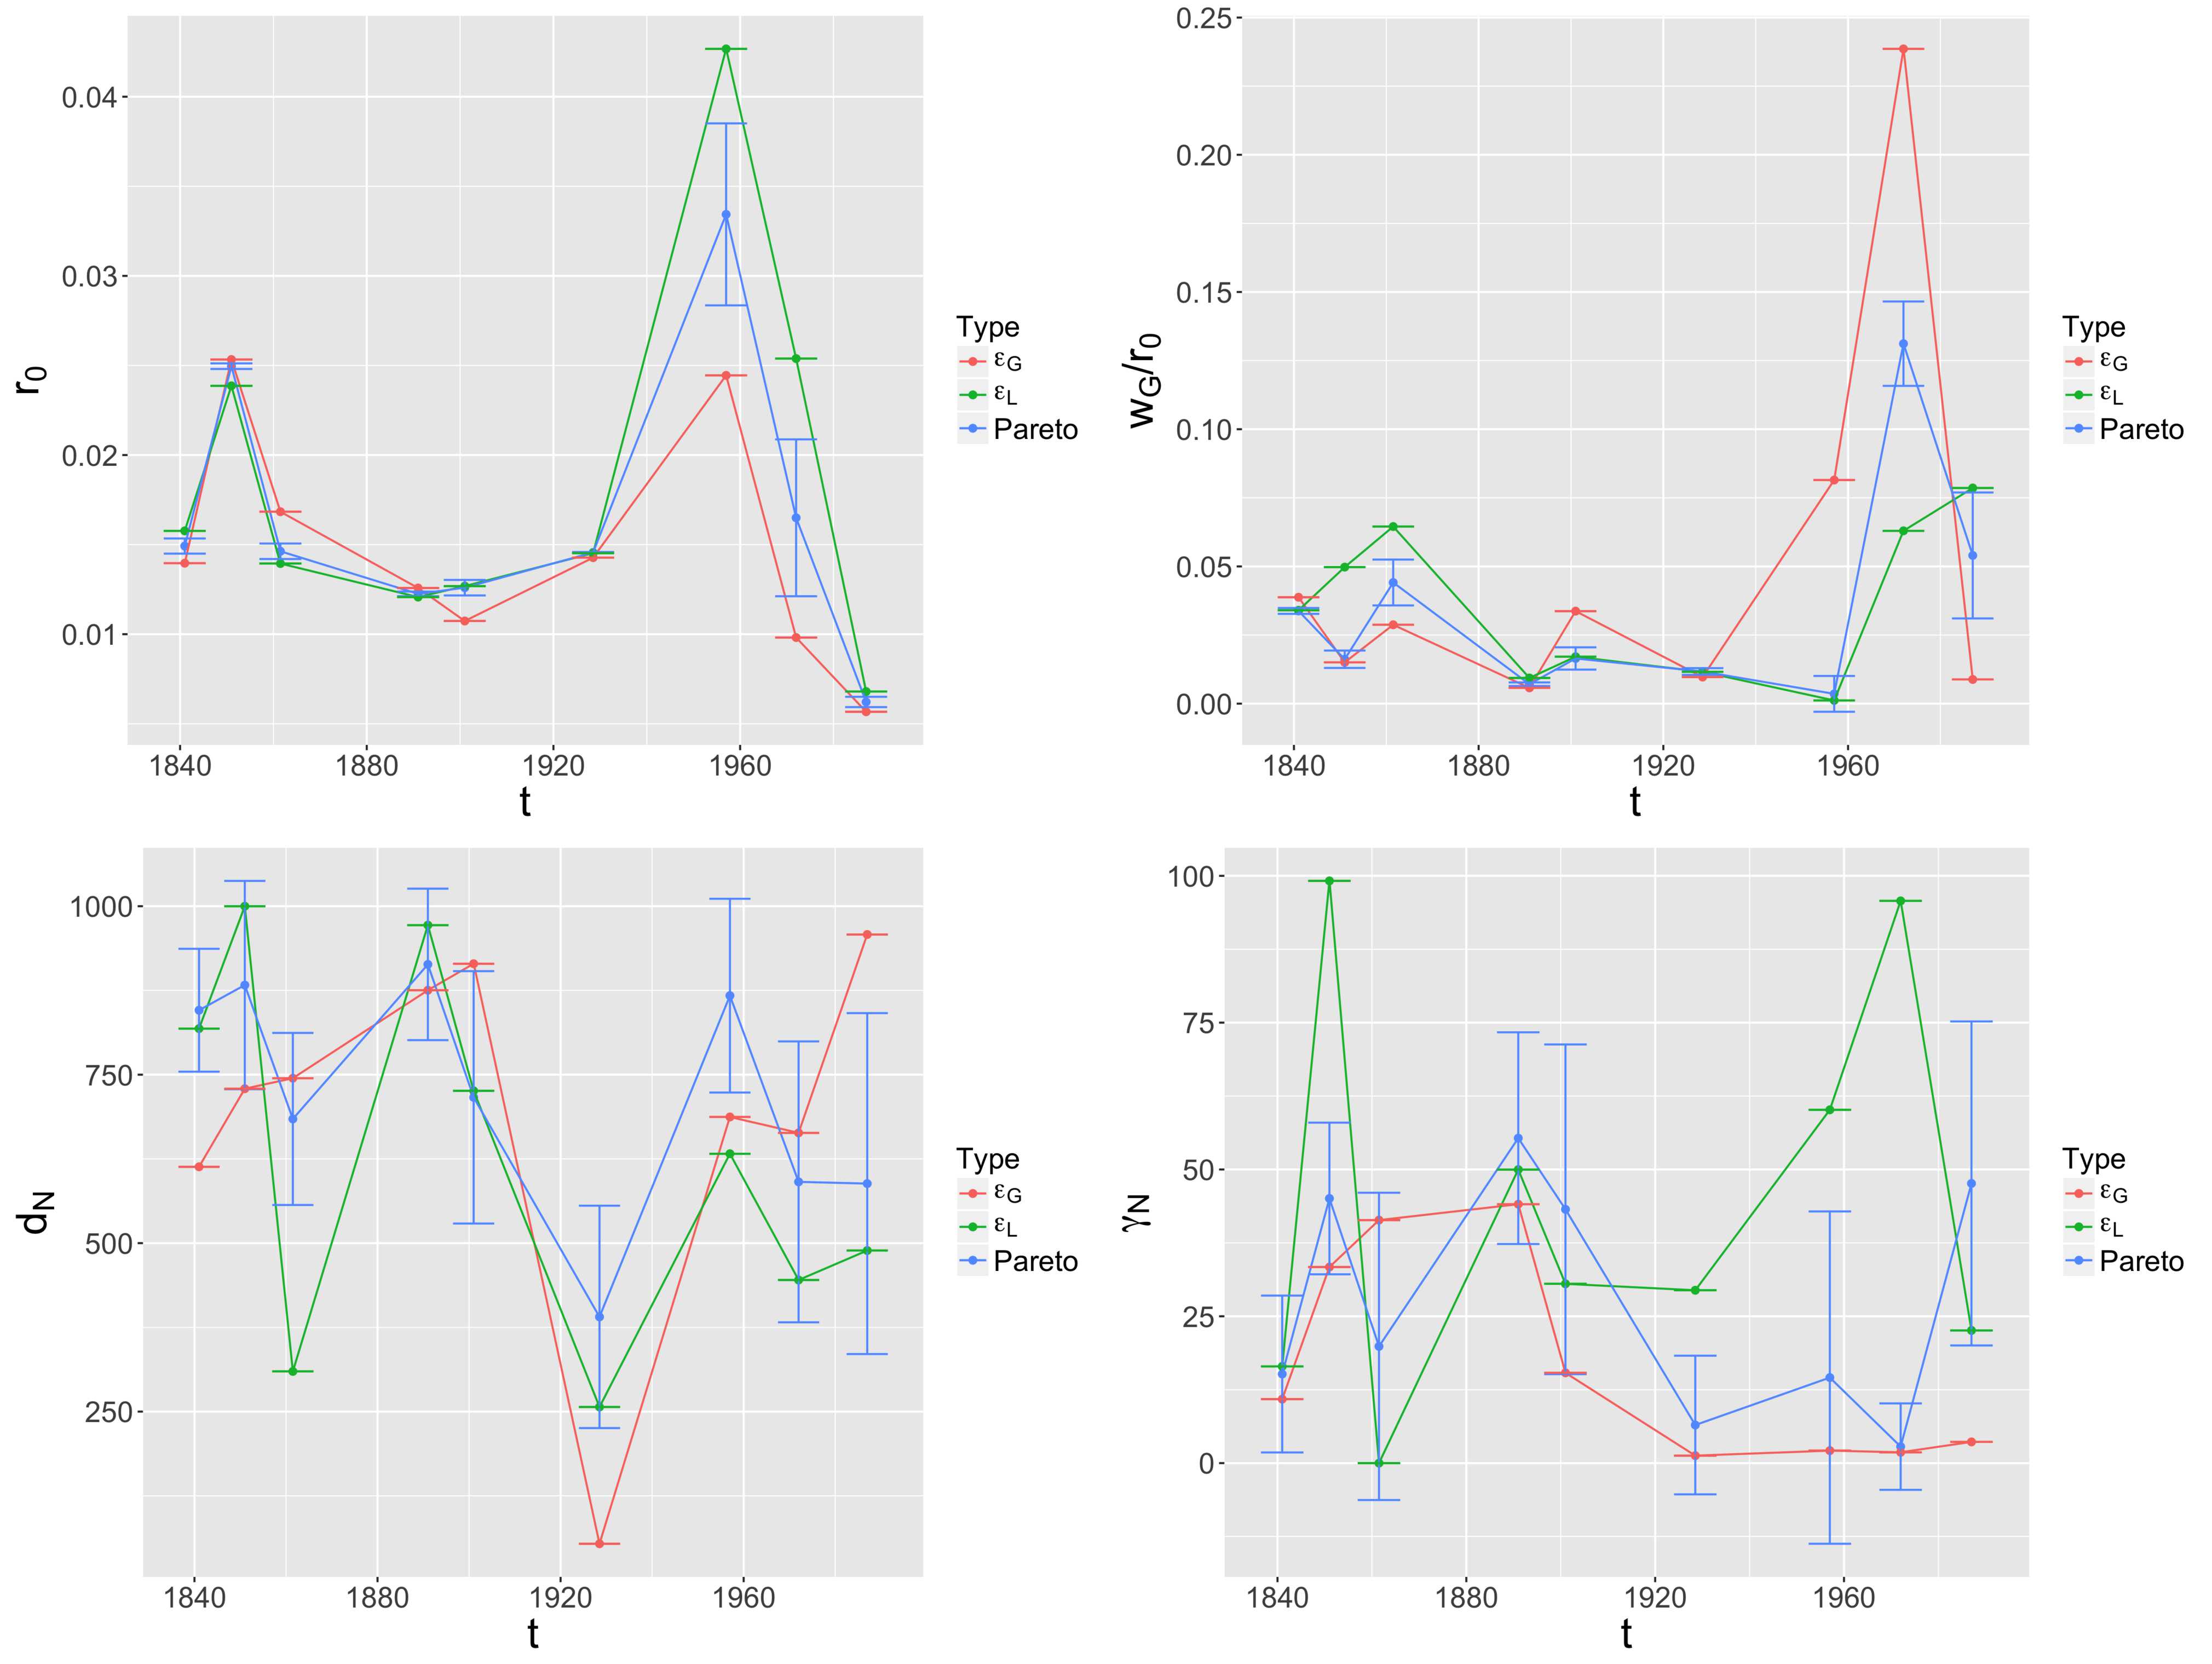 0.04
0.03
0.02
0.01
r0
1840 1880 1920 1960
t
Type
εG
εL
Pareto
0.25
0.20
0.15
0.10
0.05
0.00
wG/r0
1840 1880 1920 1960
t
Type
εG
εL
Pareto
1000
750
500
250
dN
1840 1880 1920 1960
t
Type
εG
εL
Pareto
100
75
50
25
0
γN
1840 1880 1920 1960
t
Type
εG
εL
Pareto